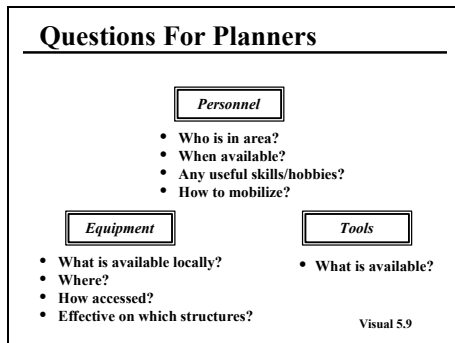 Questions For Planners
Personnel
• Who is in area?
• When available?
• Any useful skills/hobbies?
• How to mobilize?
Equipment
• What is available locally?
• Where?
• How accessed?
• Effective on which structures?
Tools
• What is available?
Visual 5.9